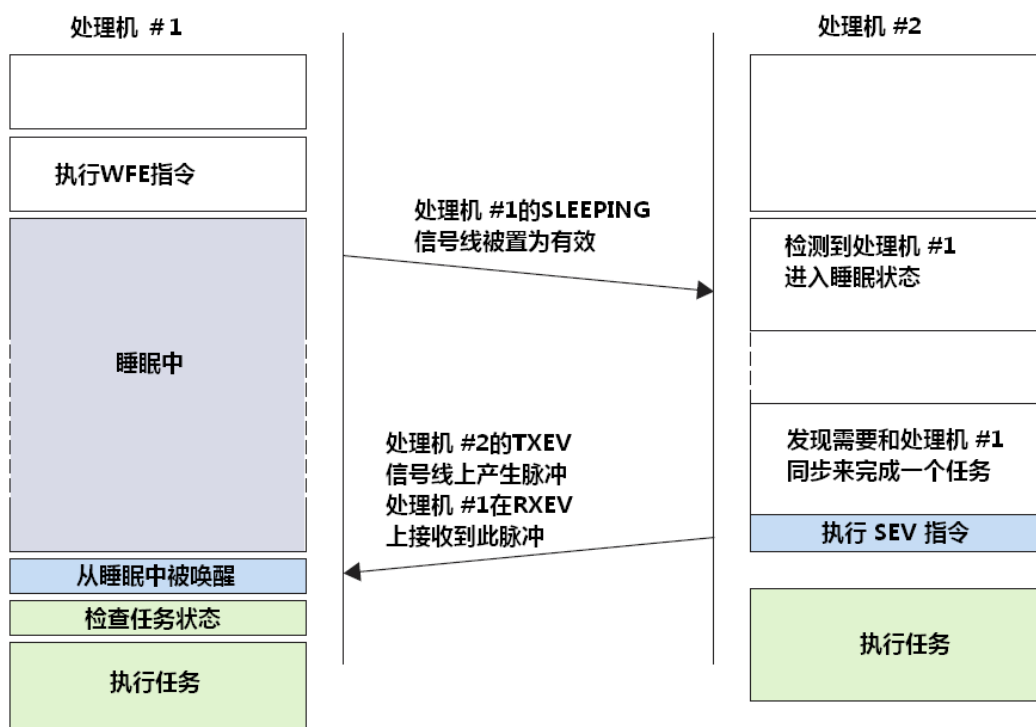 处理机 #1
处理机 #2
执行WFE指令
处理机 #1的SLEEPING
信号线被置为有效
检测到处理机 #1
进入睡眠状态
睡眠中
处理机 #2的TXEV
信号线上产生脉冲
处理机 #1在RXEV
上接收到此脉冲
发现需要和处理机 #1
同步来完成一个任务
执行 SEV 指令
从睡眠中被唤醒
检查任务状态
执行任务
执行任务